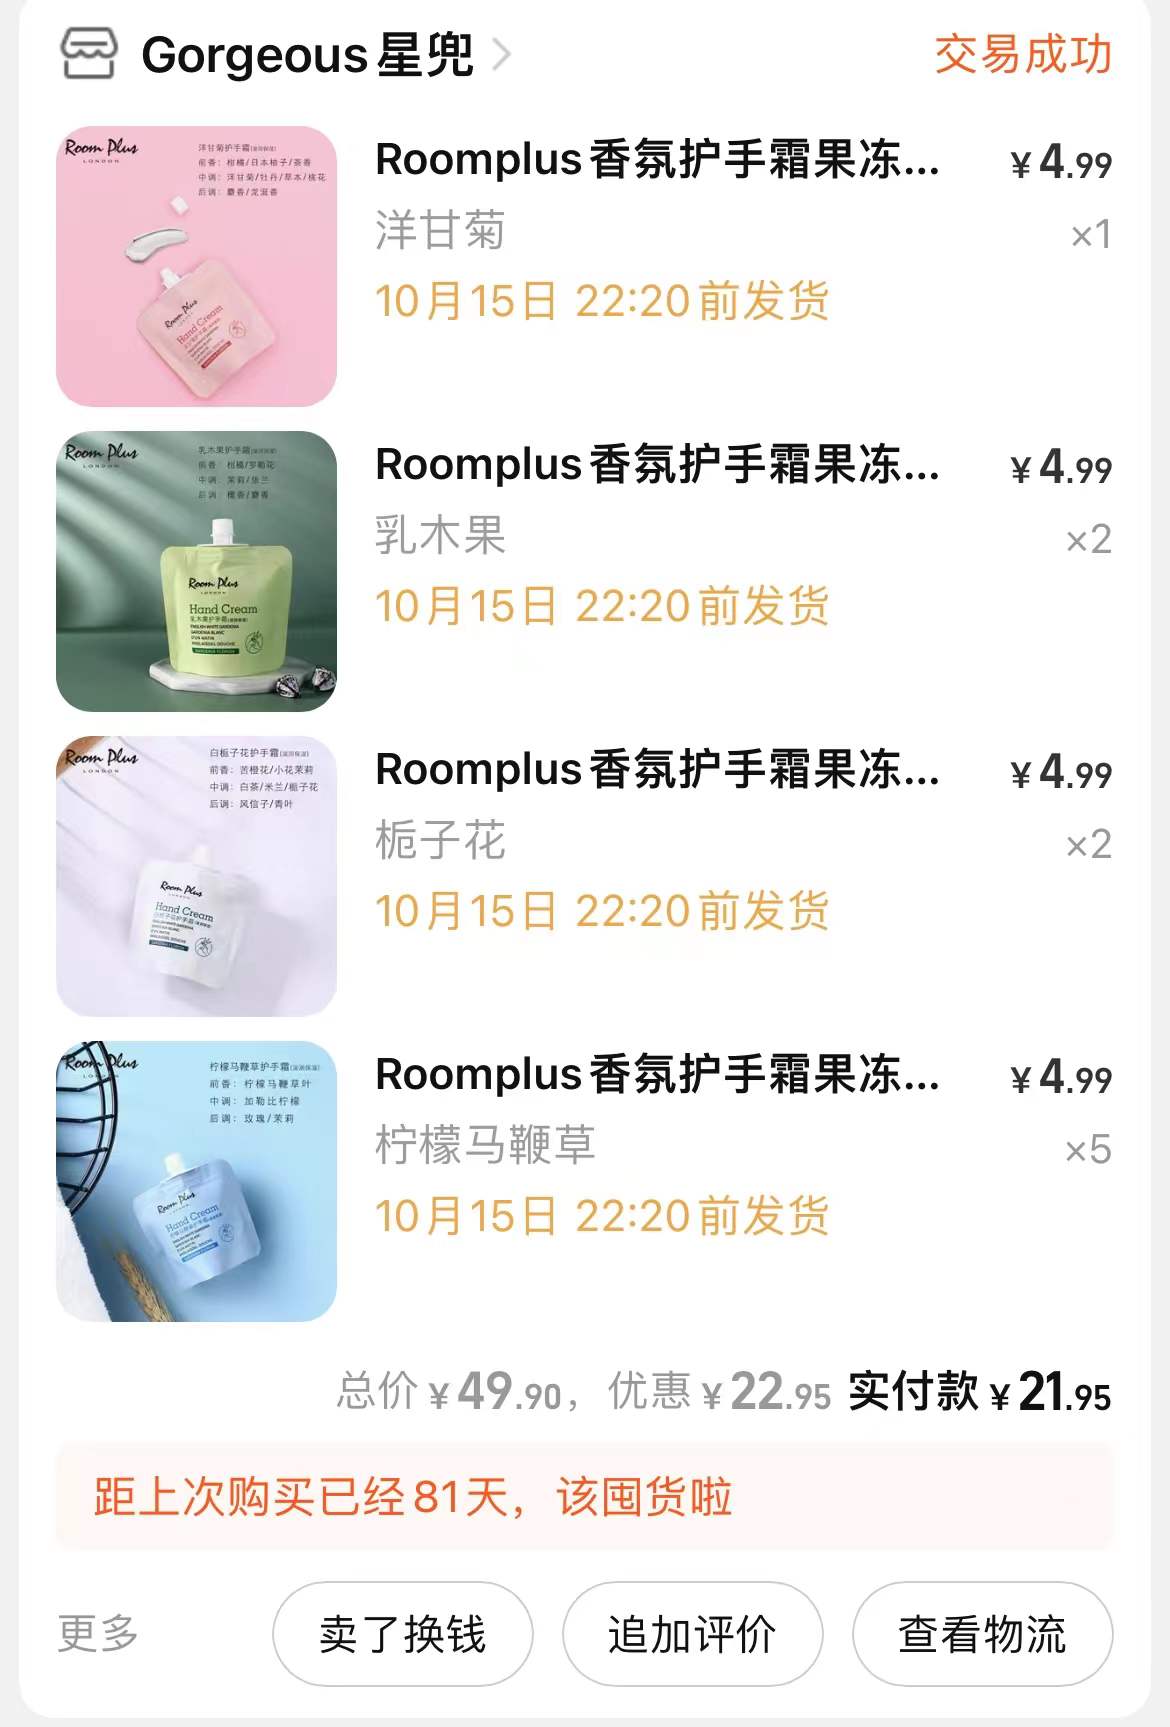 Gorgeous星兜
交易成功
Room Plus
LONDON
洋甘菊护手霜
前香：柑橘/日本柚子/茶香
中调：洋甘菊/牡丹/草本/桃花
后调：麝香/龙涎香
Room Plus
Hand Cream
Roomplus香氛护手霜果冻...
¥4.99
洋甘菊
×1
10月15日 22:20前发货
Room Plus
LONDON
乳木果护手霜
前香：柑橘/罗勒花
中调：茉莉/依兰
后调：檀香/麝香
Room Plus
LONDON
Hand Cream
乳木果护手霜
Roomplus香氛护手霜果冻...
¥4.99
乳木果
×2
10月15日 22:20前发货
Room Plus
LONDON
白栀子花护手霜
前香：苦橙花/小花茉莉
中调：白茶/米兰/栀子花
后调：风信子/青叶
Room Plus
Hand Cream
Roomplus香氛护手霜果冻...
¥4.99
栀子花
×2
10月15日 22:20前发货
Room Plus
LONDON
柠檬马鞭草护手霜
前香：柠檬马鞭草叶
中调：加勒比柠檬
后调：玫瑰/茉莉
Room Plus
Hand Cream
Roomplus香氛护手霜果冻...
¥4.99
柠檬马鞭草
×5
10月15日 22:20前发货
总价¥49.90，优惠¥22.95 实付款¥21.95
距上次购买已经81天，该囤货啦
更多
卖了换钱
追加评价
查看物流